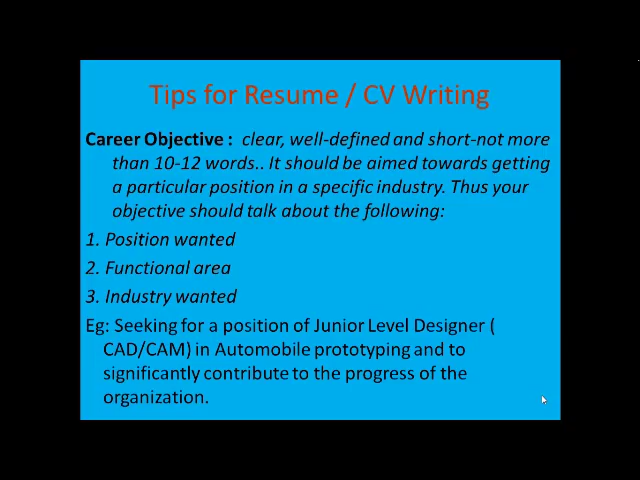 Tips for Resume / CV Writing
Career Objective : clear, well-defined and short-not more
than 10-12 words.. It should be aimed towards getting
a particular position in a specific industry. Thus your
objective should talk about the following:
1. Position wanted
2. Functional area
3. Industry wanted
Eg: Seeking for a position of Junior Level Designer (
CAD/CAM) in Automobile prototyping and to
significantly contribute to the progress of the
organization.